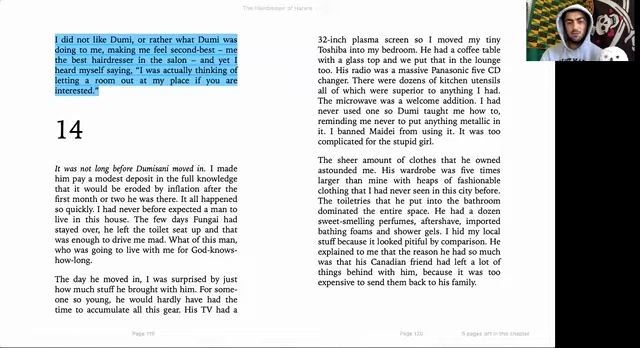 The Hairdresser of Harare
I did not like Dumi, or rather what Dumi was
doing to me, making me feel second-best – me
the best hairdresser in the salon – and yet I
heard myself saying, “I was actually thinking of
letting a room out at my place if you are
interested.”
14
It was not long before Dumisani moved in. I made
him pay a modest deposit in the full knowledge
that it would be eroded by inflation after the
first month or two he was there. It all happened
so quickly. I had never before expected a man to
live in this house. The few days Fungai had
stayed over, he left the toilet seat up and that
was enough to drive me mad. What of this man,
who was going to live with me for God-knows-
how-long.
The day he moved in, I was surprised by just
how much stuff he brought with him. For some-
one so young, he would hardly have had the
time to accumulate all this gear. His TV had a
Page 119
32-inch plasma screen so I moved my tiny
Toshiba into my bedroom. He had a coffee table
with a glass top and we put that in the lounge
too. His radio was a massive Panasonic five CD
changer. There were dozens of kitchen utensils
all of which were superior to anything I had.
The microwave was a welcome addition. I had
never used one so Dumi taught me how to,
reminding me never to put anything metallic in
it. I banned Maidei from using it. It was too
complicated for the stupid girl.
The sheer amount of clothes that he owned
astounded me. His wardrobe was five times
larger than mine with heaps of fashionable
clothing that I had never seen in this city before.
The toiletries that he put into the bathroom
dominated the entire space. He had a dozen
sweet-smelling perfumes, aftershave, imported
bathing foams and shower gels. I hid my local
stuff because it looked pitiful by comparison. He
explained to me that the reason he had so much
was that his Canadian friend had left a lot of
things behind with him, because it was too
expensive to send them back to his family.
Page 120
5 pages left in this chapter